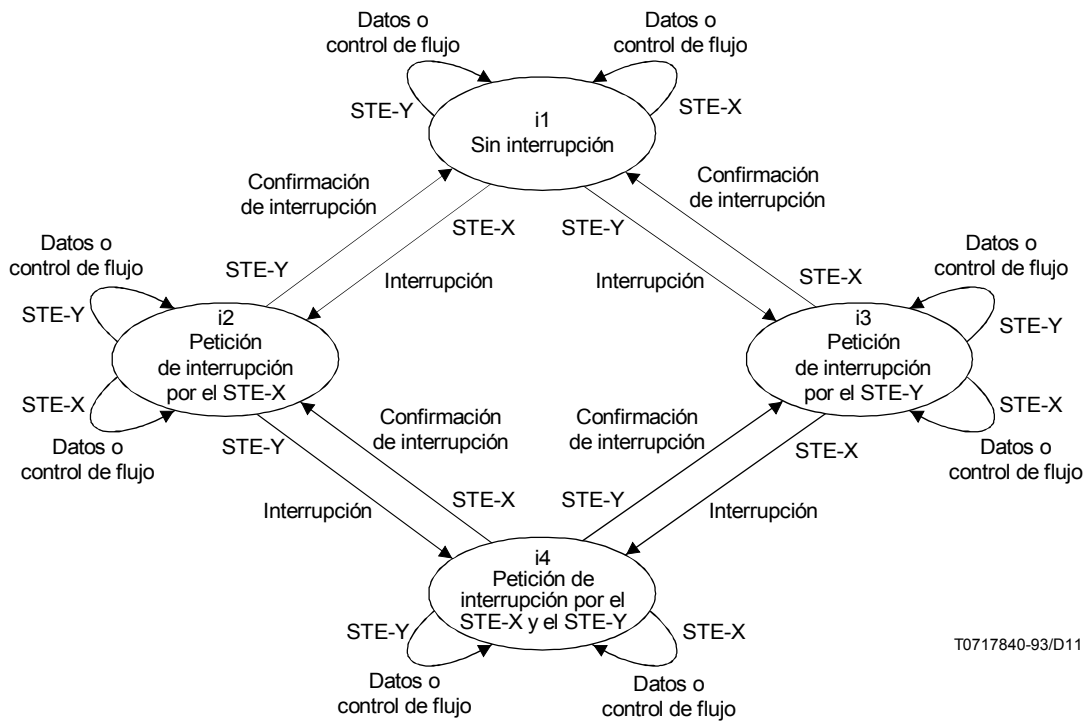 Datos o
control de flujo
Datos o
control de flujo
STE-Y
STE-X
i1
Sin interrupción
Confirmación
de interrupción
Confirmación
de interrupción
STE-X
STE-Y
STE-Y
Interrupción
Interrupción
STE-X
Datos o
control de flujo
STE-Y
i2
Petición
de interrupción
por el STE-X
STE-X
Datos o
control de flujo
Datos o
control de flujo
STE-Y
i3
Petición
de interrupción
por el STE-Y
STE-X
Datos o
control de flujo
STE-Y
Confirmación
de interrupción
Confirmación
de interrupción
STE-X
Interrupción
STE-X
STE-Y
Interrupción
i4
Petición de
interrupción por el
STE-X y el STE-Y
STE-Y
STE-X
Datos o
control de flujo
Datos o
control de flujo
T0717840-93/D11